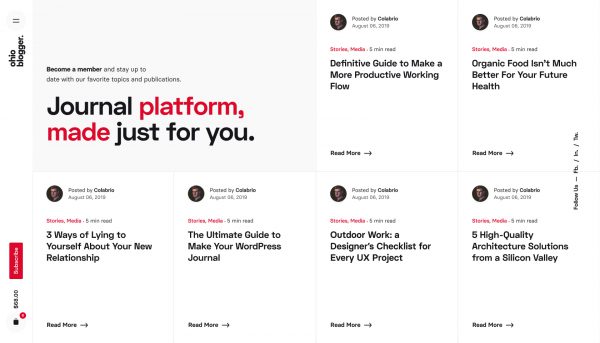 ohio
blogger.
Become a member and stay up to
date with our favorite topics and publications.
Journal platform,
made just for you.
Posted by Colabrio
August 06, 2019
Stories, Media · 5 min read
Definitive Guide to Make a
More Productive Working
Flow
Read More
Posted by Colabrio
August 06, 2019
Stories, Media · 5 min read
Organic Food Isn't Much
Better For Your Future
Health
Read More
Follow Us — Fb. / In. / Tw.
Posted by Colabrio
August 06, 2019
Stories, Media · 5 min read
3 Ways of Lying to
Yourself About Your New
Relationship
Read More
Posted by Colabrio
August 06, 2019
Stories, Media · 5 min read
The Ultimate Guide to
Make Your WordPress
Journal
Read More
Posted by Colabrio
August 06, 2019
Stories, Media · 5 min read
Outdoor Work: a
Designer's Checklist for
Every UX Project
Read More
Posted by Colabrio
August 06, 2019
Stories, Media · 5 min read
5 High-Quality
Architecture Solutions
from a Silicon Valley
Read More
Subscribe